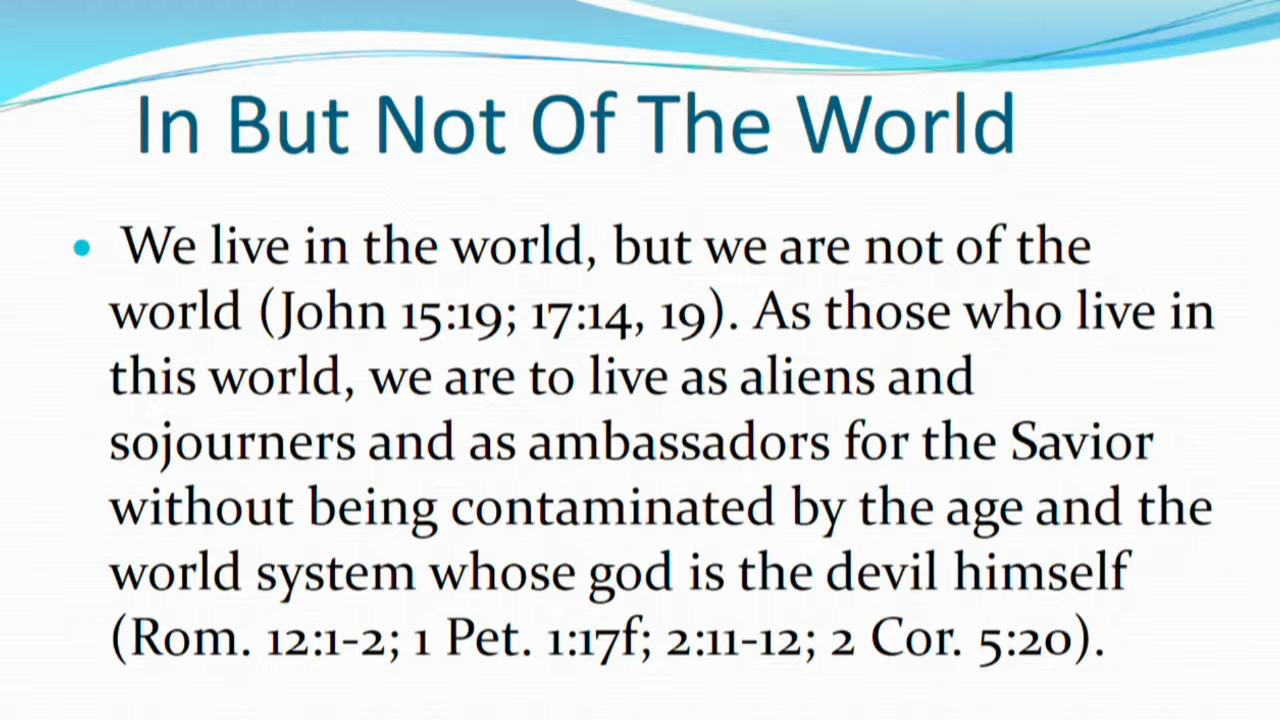 In But Not Of The World
• We live in the world, but we are not of the
world (John 15:19; 17:14, 19). As those who live in
this world, we are to live as aliens and
sojourners and as ambassadors for the Savior
without being contaminated by the age and the
world system whose god is the devil himself
(Rom. 12:1-2; 1 Pet. 1:17f; 2:11-12; 2 Cor. 5:20).